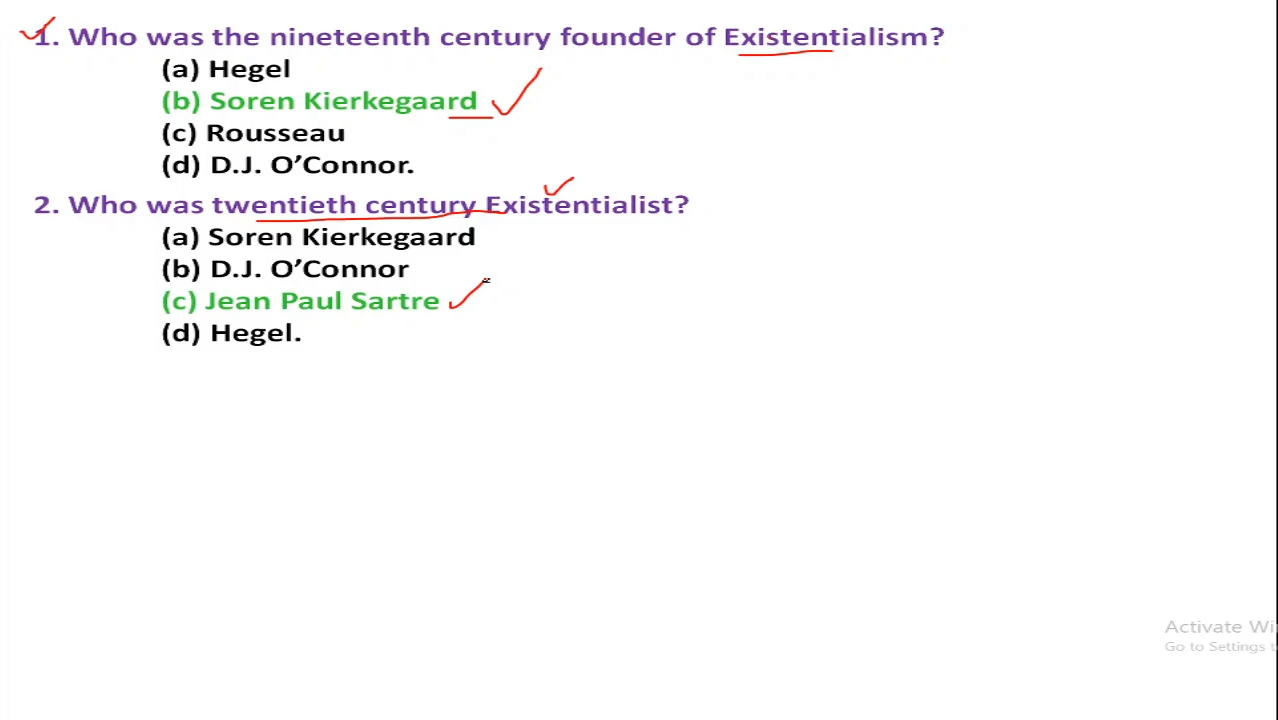 1. Who was the nineteenth century founder of Existentialism?
(a) Hegel
(b) Soren Kierkegaard
(c) Rousseau
(d) D.J. O’Connor.
2. Who was twentieth century Existentialist?
(a) Soren Kierkegaard
(b) D.J. O’Connor
(c) Jean Paul Sartre
(d) Hegel.
Activate Wi
Go to Settings t